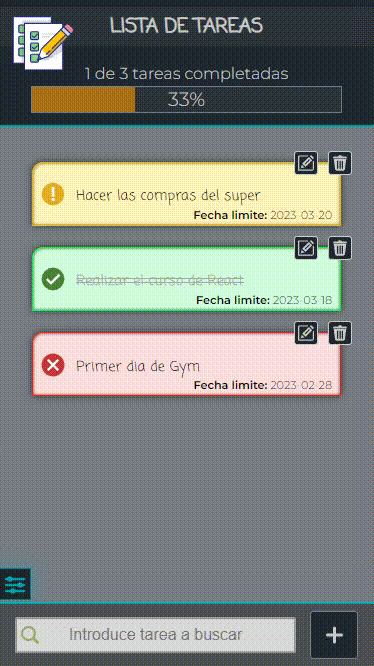 LISTA DE TAREAS
1 de 3 tareas completadas
33%
Hacer las compras del super
Fecha limite: 2023-03-20
Realizar el curso de React
Fecha limite: 2023-03-18
Primer dia de Gym
Fecha limite: 2023-02-28
Introduce tarea a buscar